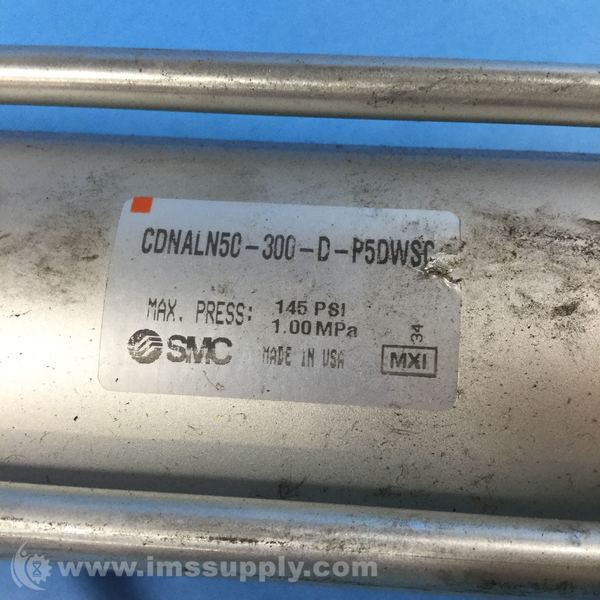 CDNALN50-300-D-P5DWSC
MAX. PRESS: 145 PSI
1.00 MPa
SMC MADE IN USA
34
MXI
www.imssupply.com